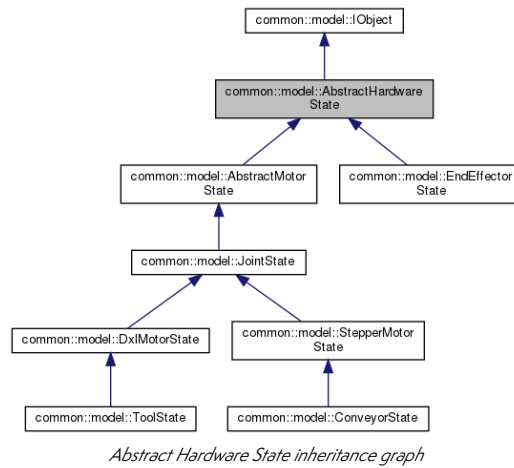 common::model::IObject
common::model::AbstractHardware
State
common::model::AbstractMotor
State
common::model::EndEffector
State
common::model::JointState
common::model::DxlMotorState
common::model::StepperMotor
State
common::model::ToolState
common::model::ConveyorState
Abstract Hardware State inheritance graph